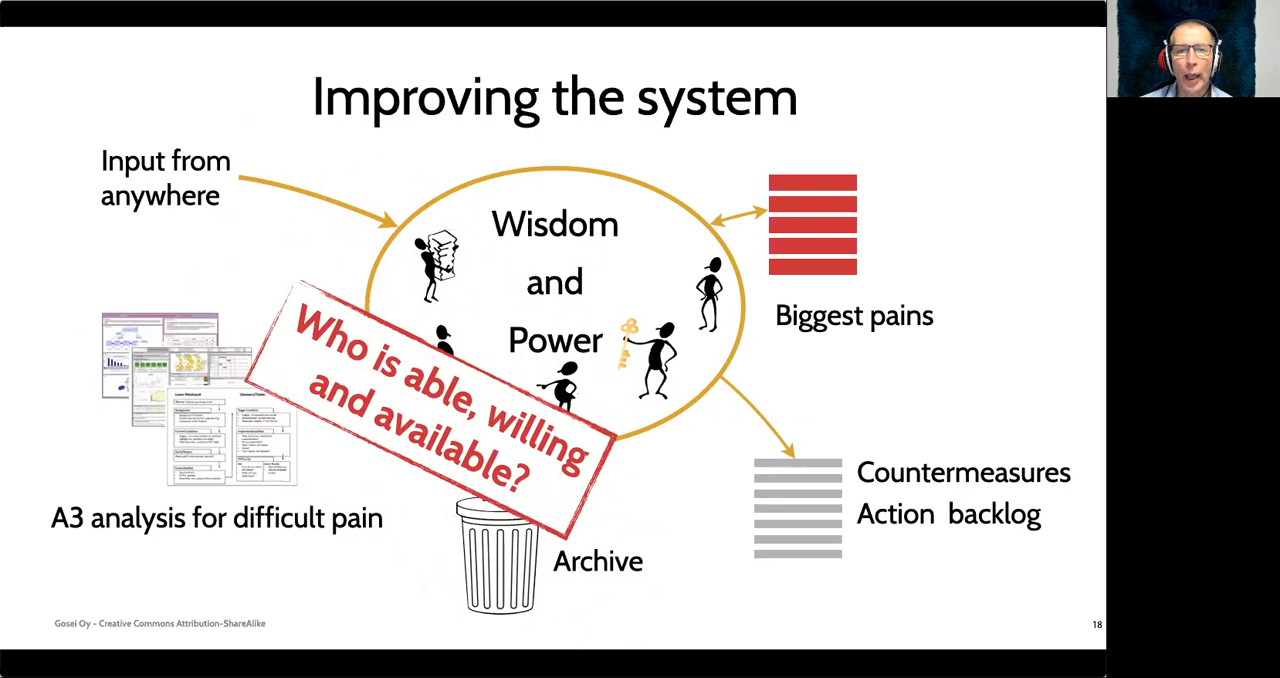 Improving the system
Input from
anywhere
Wisdom
and
Power
Biggest pains
Who is able, willing
and available?
A3 analysis for difficult pain
Countermeasures
Action backlog
Archive
Gosei Oy - Creative Commons Attribution-ShareAlike
18